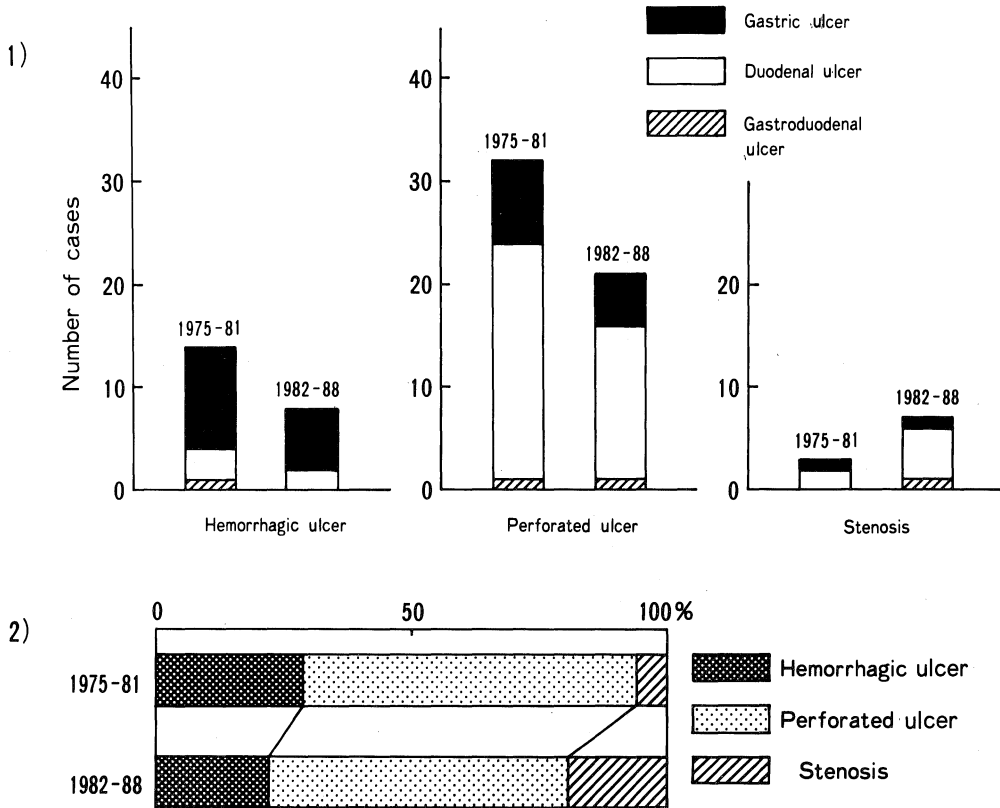 1)
Number of cases
40
30
20
10
0
1975-81
1982-88
Hemorrhagic ulcer
40
30
20
10
0
1975-81
1982-88
Perforated ulcer
Gastric ulcer
Duodenal ulcer
Gastroduodenal
ulcer
20
10
0
1975-81
1982-88
Stenosis
2)
0 50 100%
1975-81
1982-88
Hemorrhagic ulcer
Perforated ulcer
Stenosis